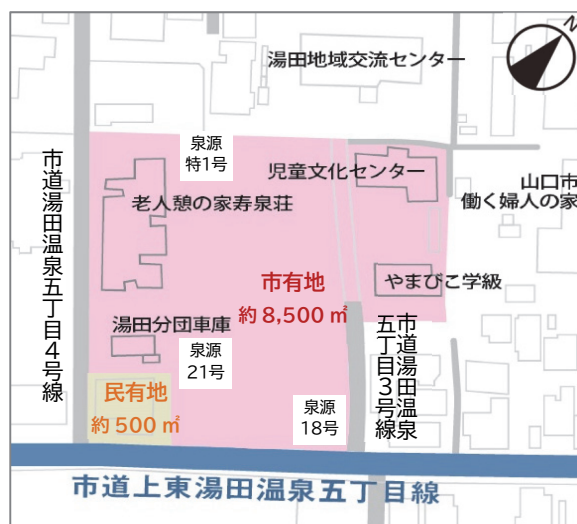 N
湯田地域交流センター
泉源
特1号
児童文化センター
山口市
働く婦人の家
老人憩の家寿泉荘
市道湯田温泉五丁目4号線
市有地
約8,500㎡
やまびこ学級
湯田分団車庫
泉源
21号
市道湯田温泉
五丁目3号線
民有地
約500㎡
泉源
18号
市道上東湯田温泉五丁目線